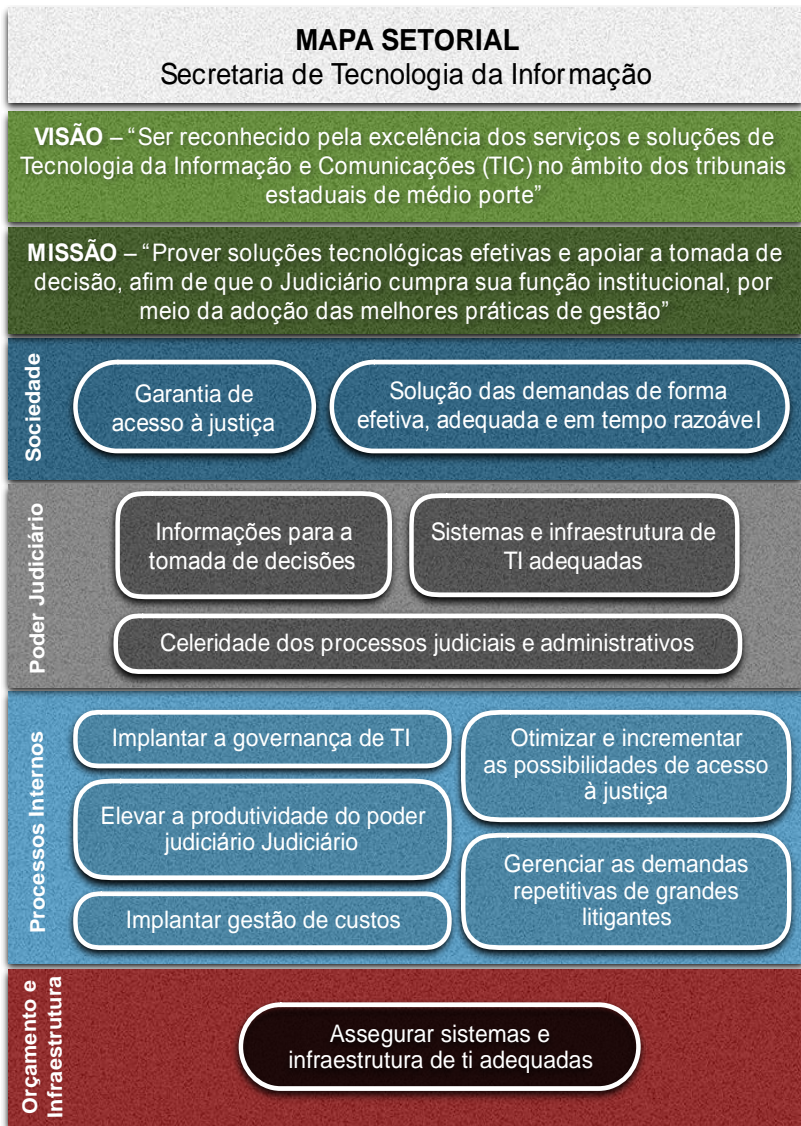 MAPA SETORIAL
Secretaria de Tecnologia da Informação
VISÃO – “Ser reconhecido pela excelência dos serviços e soluções de
Tecnologia da Informação e Comunicações (TIC) no âmbito dos tribunais
estaduais de médio porte”
MISSÃO – “Prover soluções tecnológicas efetivas e apoiar a tomada de
decisão, afim de que o Judiciário cumpra sua função institucional, por
meio da adoção das melhores práticas de gestão”
Sociedade
Garantia de
acesso à justiça
Solução das demandas de forma
efetiva, adequada e em tempo razoável
Poder Judiciário
Informações para a
tomada de decisões
Sistemas e infraestrutura de
TI adequadas
Celeridade dos processos judiciais e administrativos
Processos Internos
Implantar a governança de TI
Elevar a produtividade do poder
judiciário Judiciário
Implantar gestão de custos
Otimizar e incrementar
as possibilidades de acesso
à justiça
Gerenciar as demandas
repetitivas de grandes
litigantes
Orçamento e
Infraestrutura
Assegurar sistemas e
infraestrutura de ti adequadas